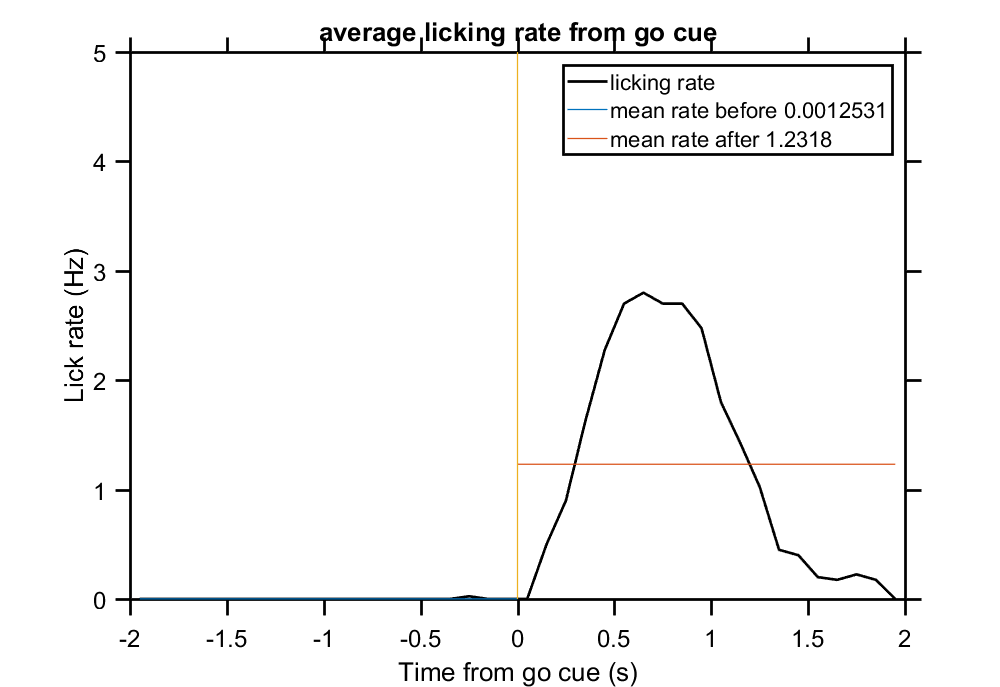 average licking rate from go cue
licking rate
mean rate before 0.0012531
mean rate after 1.2318
Lick rate (Hz)
5
4
3
2
1
0
-2 -1.5 -1 -0.5 0 0.5 1 1.5 2
Time from go cue (s)